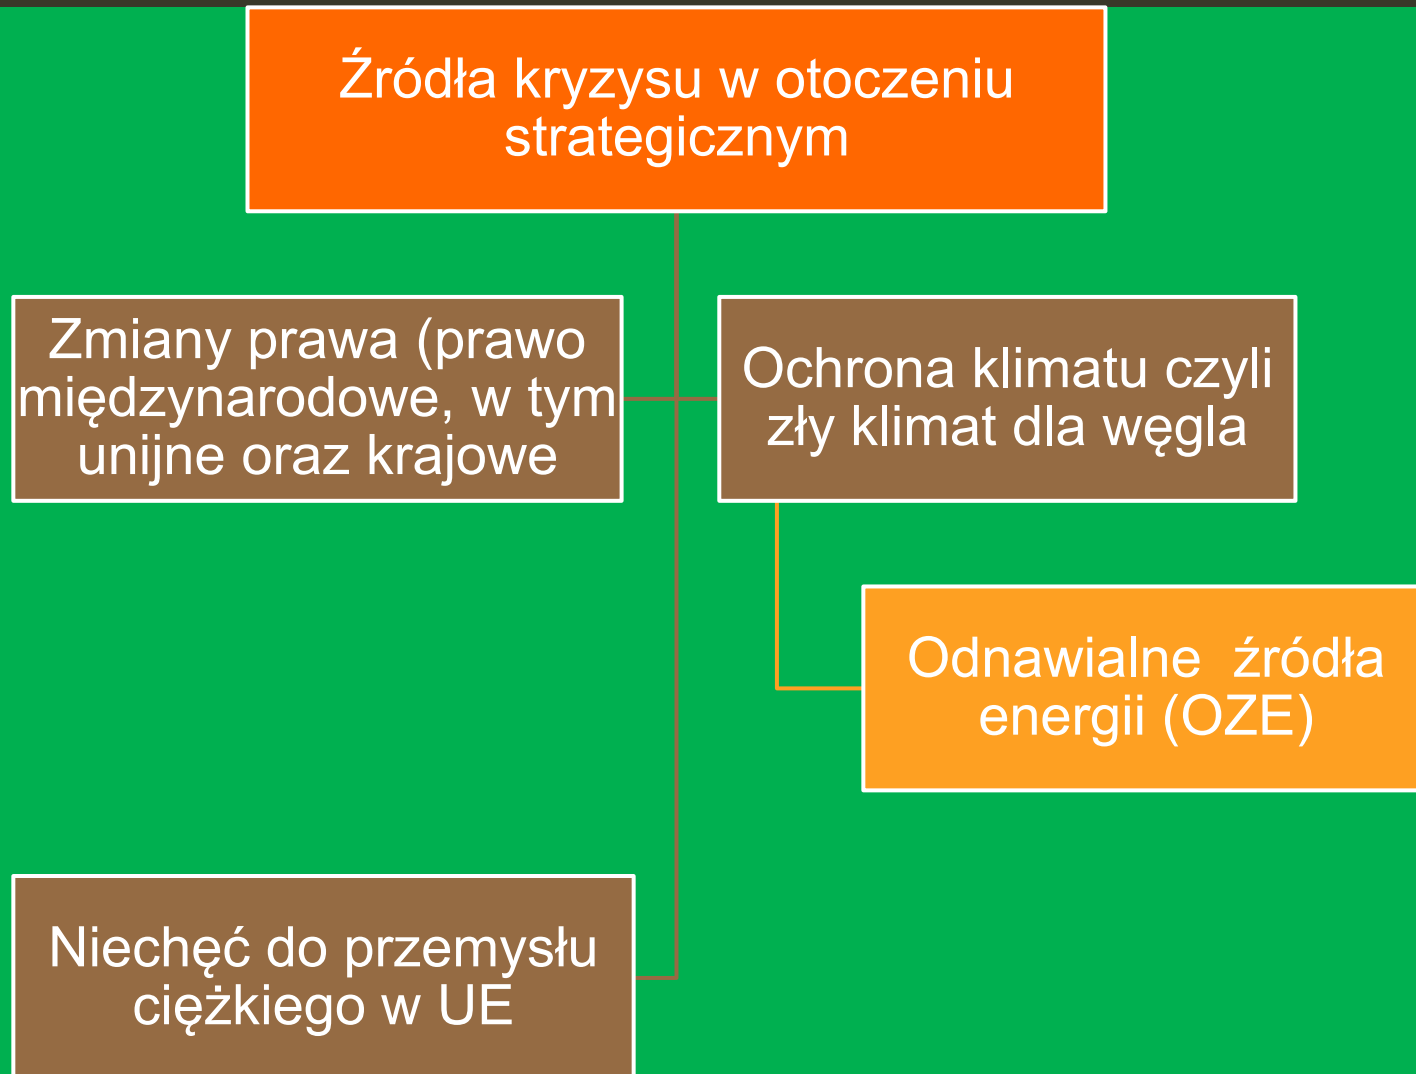 Źródła kryzysu w otoczeniu
strategicznym
Zmiany prawa (prawo
międzynarodowe, w tym
unijne oraz krajowe
Ochrona klimatu czyli
zły klimat dla węgla
Odnawialne  źródła
energii (OZE)
Niechęć do przemysłu
ciężkiego w UE